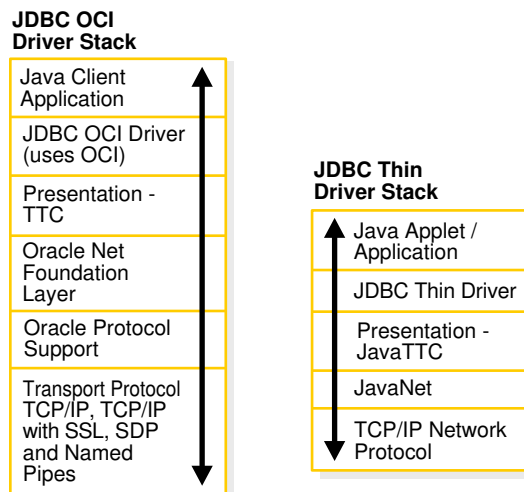 JDBC OCI
Driver Stack
Java Client
Application
JDBC OCI Driver
(uses OCI)
Presentation -
TTC
Oracle Net
Foundation
Layer
Oracle Protocol
Support
Transport Protocol
TCP/IP, TCP/IP
with SSL, SDP
and Named
Pipes
JDBC Thin
Driver Stack
Java Applet /
Application
JDBC Thin Driver
Presentation -
JavaTTC
JavaNet
TCP/IP Network
Protocol